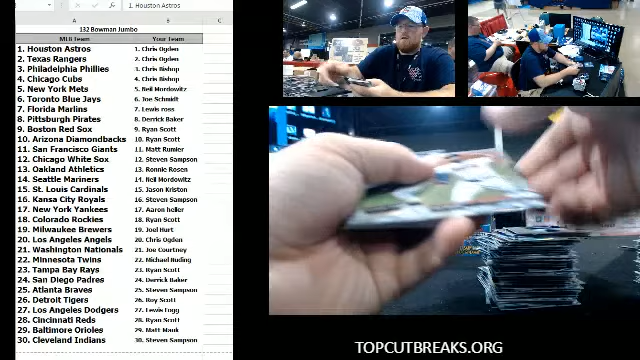 1. Houston Astros
A B C
132 Bowman Jumbo
MLB Team Your Team
1. Houston Astros 1. Chris Ogden
2. Texas Rangers 2. Chris Ogden
3. Philadelphia Phillies 3. Chris Bishop
4. Chicago Cubs 4. Chris Bishop
5. New York Mets 5. Neil Mordowitz
6. Toronto Blue Jays 6. Joe Schmidt
7. Florida Marlins 7. Lewis ross
8. Pittsburgh Pirates 8. Derrick Baker
9. Boston Red Sox 9. Ryan Scott
10. Arizona Diamondbacks 10. Ryan Scott
11. San Francisco Giants 11. Matt Rumler
12. Chicago White Sox 12. Steven Sampson
13. Oakland Athletics 13. Ronnie Rosen
14. Seattle Mariners 14. Neil Mordowitz
15. St. Louis Cardinals 15. Jason Kriston
16. Kansas City Royals 16. Steven Sampson
17. New York Yankees 17. Aaron heller
18. Colorado Rockies 18. Ryan Scott
19. Milwaukee Brewers 19. Joel Hurt
20. Los Angeles Angels 20. Chris Ogden
21. Washington Nationals 21. Joe Courtney
22. Minnesota Twins 22. Michael Ruding
23. Tampa Bay Rays 23. Ryan Scott
24. San Diego Padres 24. Derrick Baker
25. Atlanta Braves 25. Steven Sampson
26. Detroit Tigers 26. Roy Scott
27. Los Angeles Dodgers 27. Lewis Fogg
28. Cincinnati Reds 28. Ryan Scott
29. Baltimore Orioles 29. Matt Mauk
30. Cleveland Indians 30. Steven Sampson
TOPCUTBREAKS.ORG